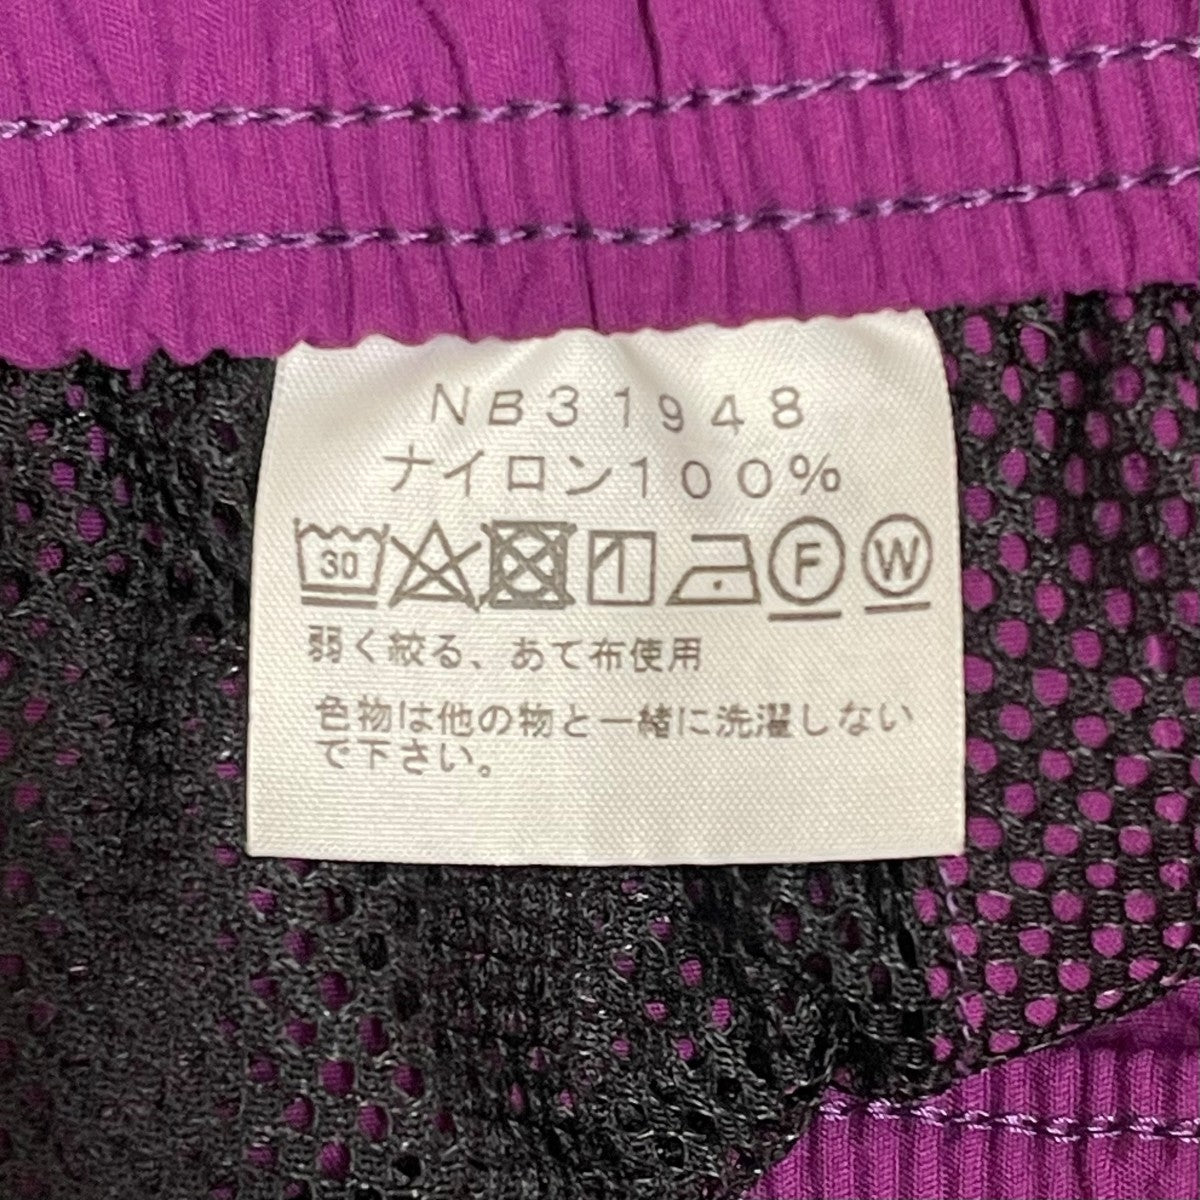 NB31948
ナイロン100%
30 F W
弱く絞る、あて布使用
色物は他の物と一緒に洗濯しない
で下さい。